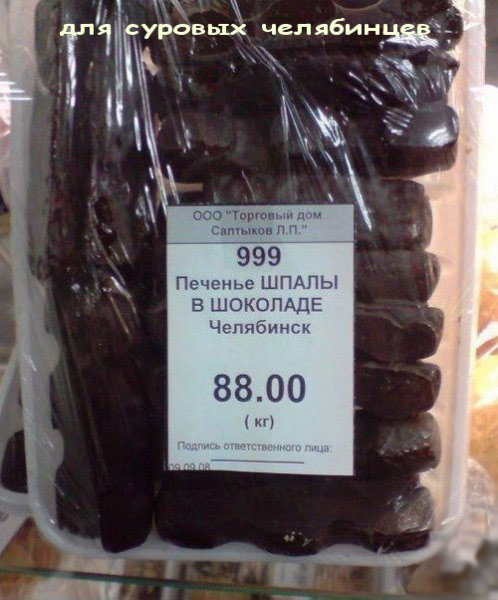 для суровых челябинцев
ООО "Торговый дом
Салтыков Л.П."
999
Печенье ШПАЛЫ
В ШОКОЛАДЕ
Челябинск
88.00
( кг)
Подпись ответственного лица:
09.09.08